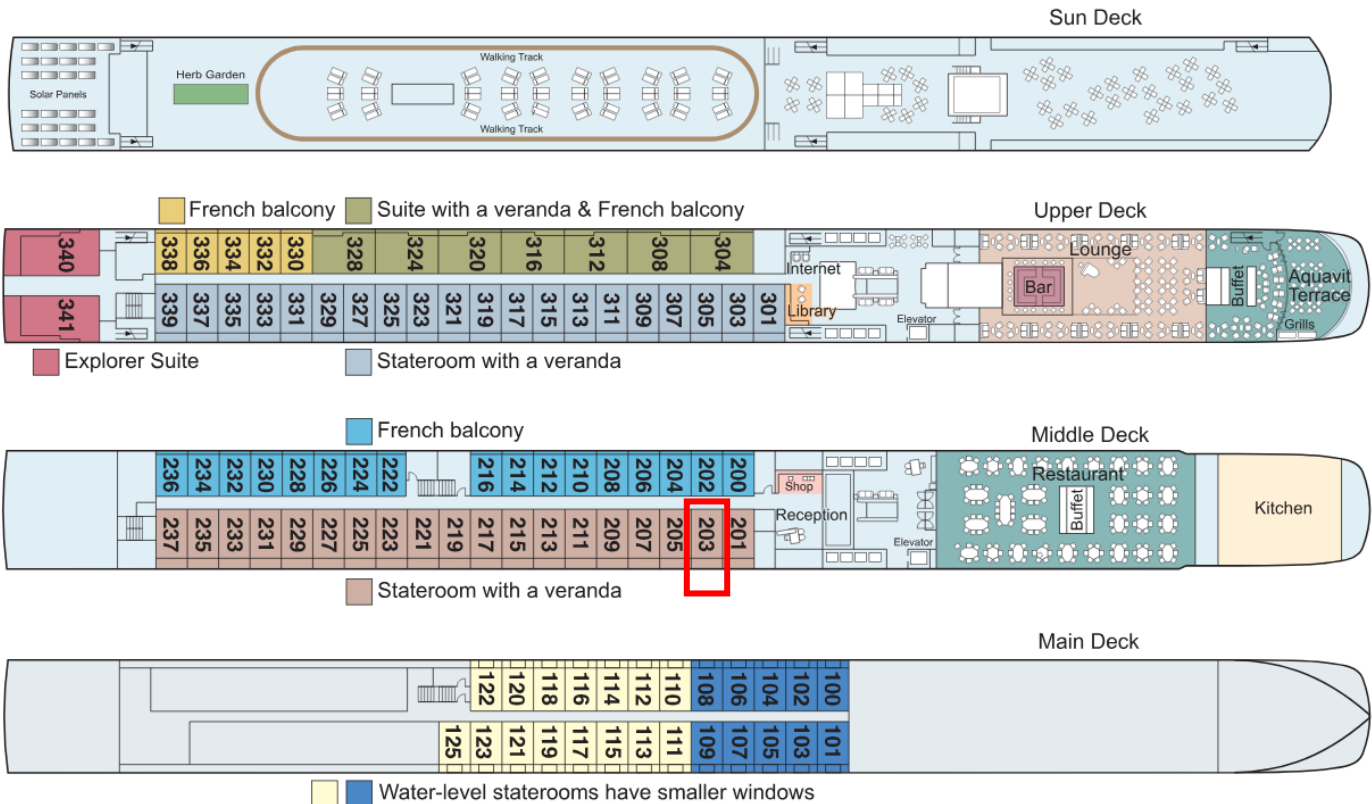 Sun Deck
Walking Track
Herb Garden
Solar Panels
Walking Track
French balcony
Suite with a veranda & French balcony
Upper Deck
340
338 336 334 332 330 328 324 320 316 312 308 304
Internet
Lounge
Bar
Buffet
Aquavit
Terrace
341
339 337 335 333 331 329 327 325 323 321 319 317 315 313 311 309 307 305 303 301
Library
Elevator
Grills
Explorer Suite
Stateroom with a veranda
French balcony
Middle Deck
236 234 232 230 228 226 224 222 216 214 212 210 208 206 204 202 200
Shop
Restaurant
Reception
Buffet
Kitchen
237 235 233 231 229 227 225 223 221 219 217 215 213 211 209 207 205 203 201
Elevator
Stateroom with a veranda
Main Deck
122 120 118 116 114 112 110 108 106 104 102 100
125 123 121 119 117 115 113 111 109 107 105 103 101
Water-level staterooms have smaller windows